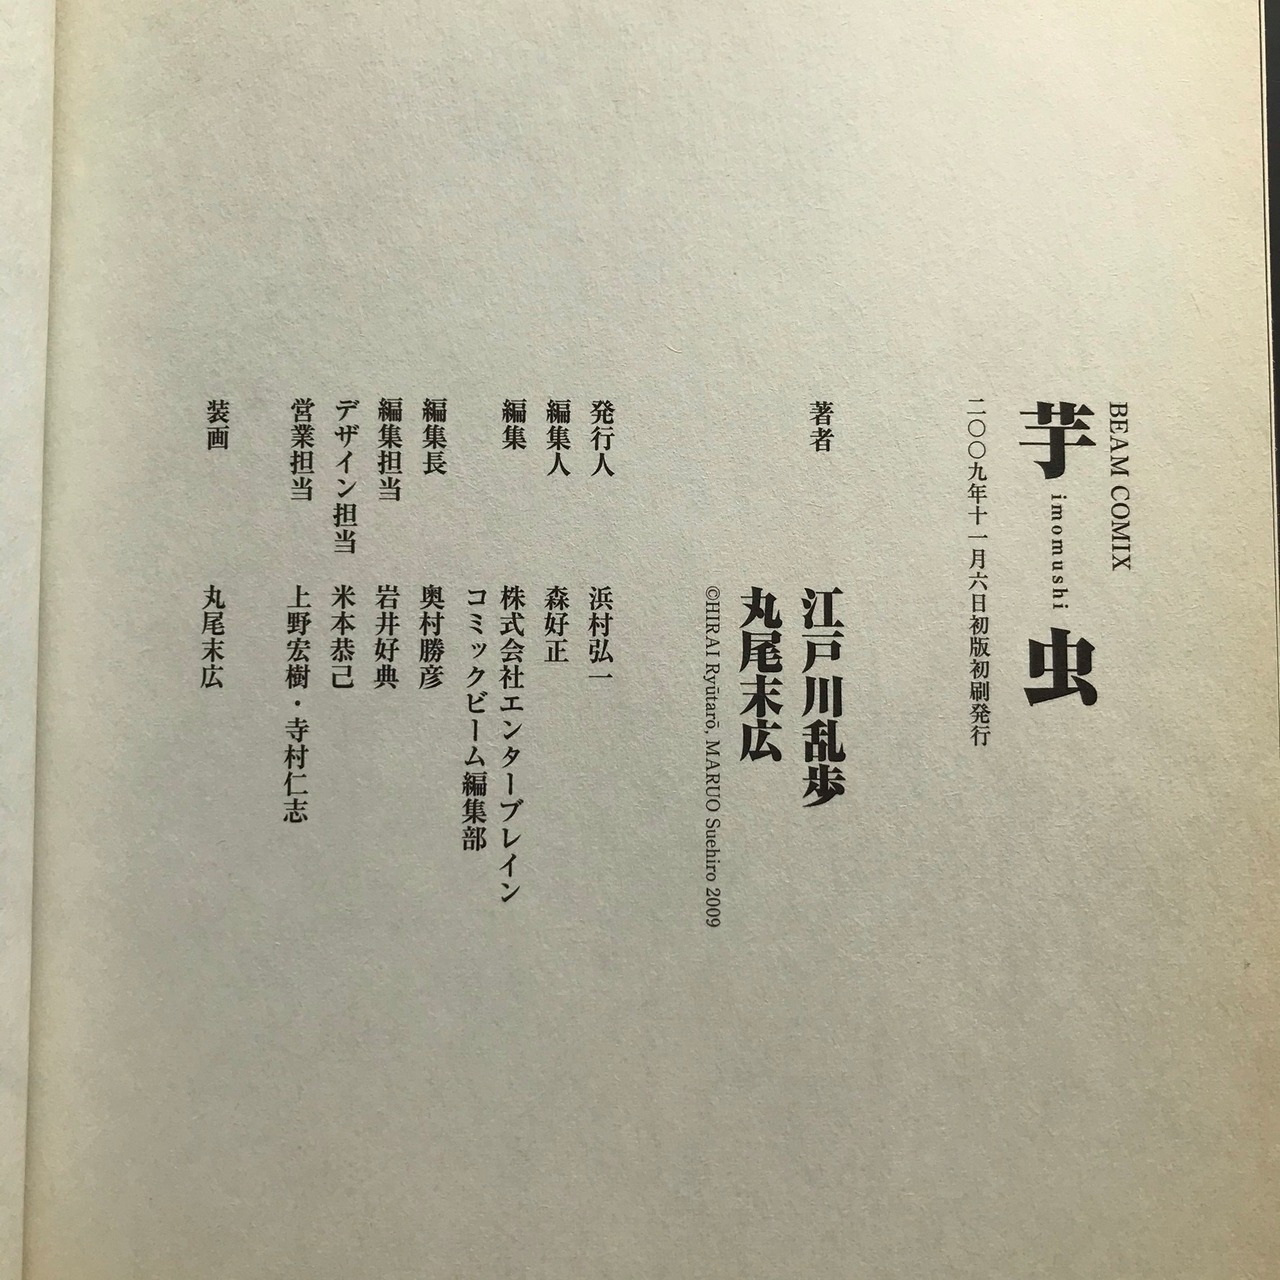 BEAM COMIX
芋 imomushi 虫
二〇〇九年十一月六日初版初刷発行
著者　江戸川乱歩
丸尾末広
©HIRAI Ryūtarō, MARUO Suehiro 2009
発行人　浜村弘一
編集人　森好正
編集　株式会社エンターブレイン
コミックビーム編集部
編集長　奥村勝彦
編集担当　岩井好典
デザイン担当　米本恭己
営業担当　上野宏樹・寺村仁志
装画　丸尾末広